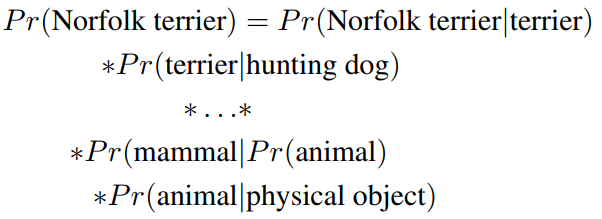 Pr(Norfolk terrier) = Pr(Norfolk terrier|terrier)
∗Pr(terrier|hunting dog)
∗ . . . ∗
∗Pr(mammal|Pr(animal)
∗Pr(animal|physical object)